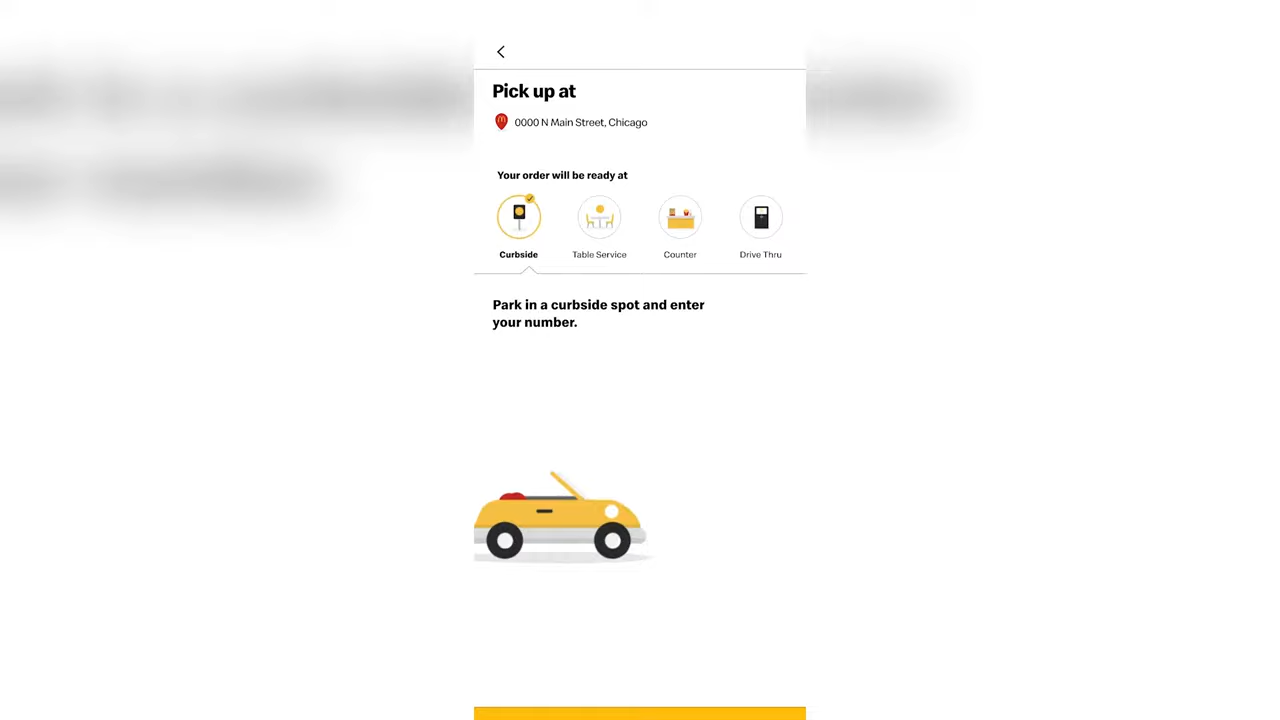 Pick up at
0000 N Main Street, Chicago
Your order will be ready at
Curbside
Table Service
Counter
Drive Thru
Park in a curbside spot and enter
your number.